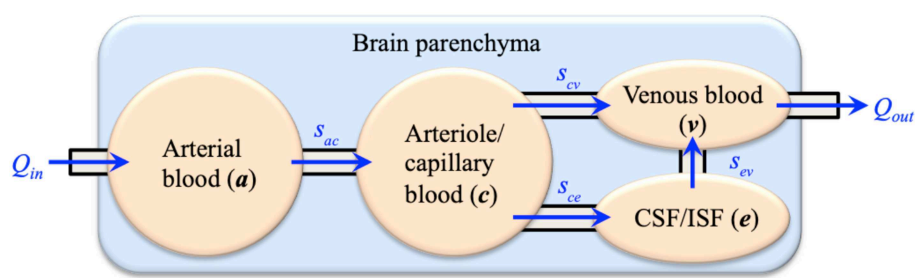 Brain parenchyma
Q_in
Arterial
blood (a)
s_ac
Arteriole/
capillary
blood (c)
s_cv
s_ce
Venous blood
(v)
s_ev
CSF/ISF (e)
Q_out